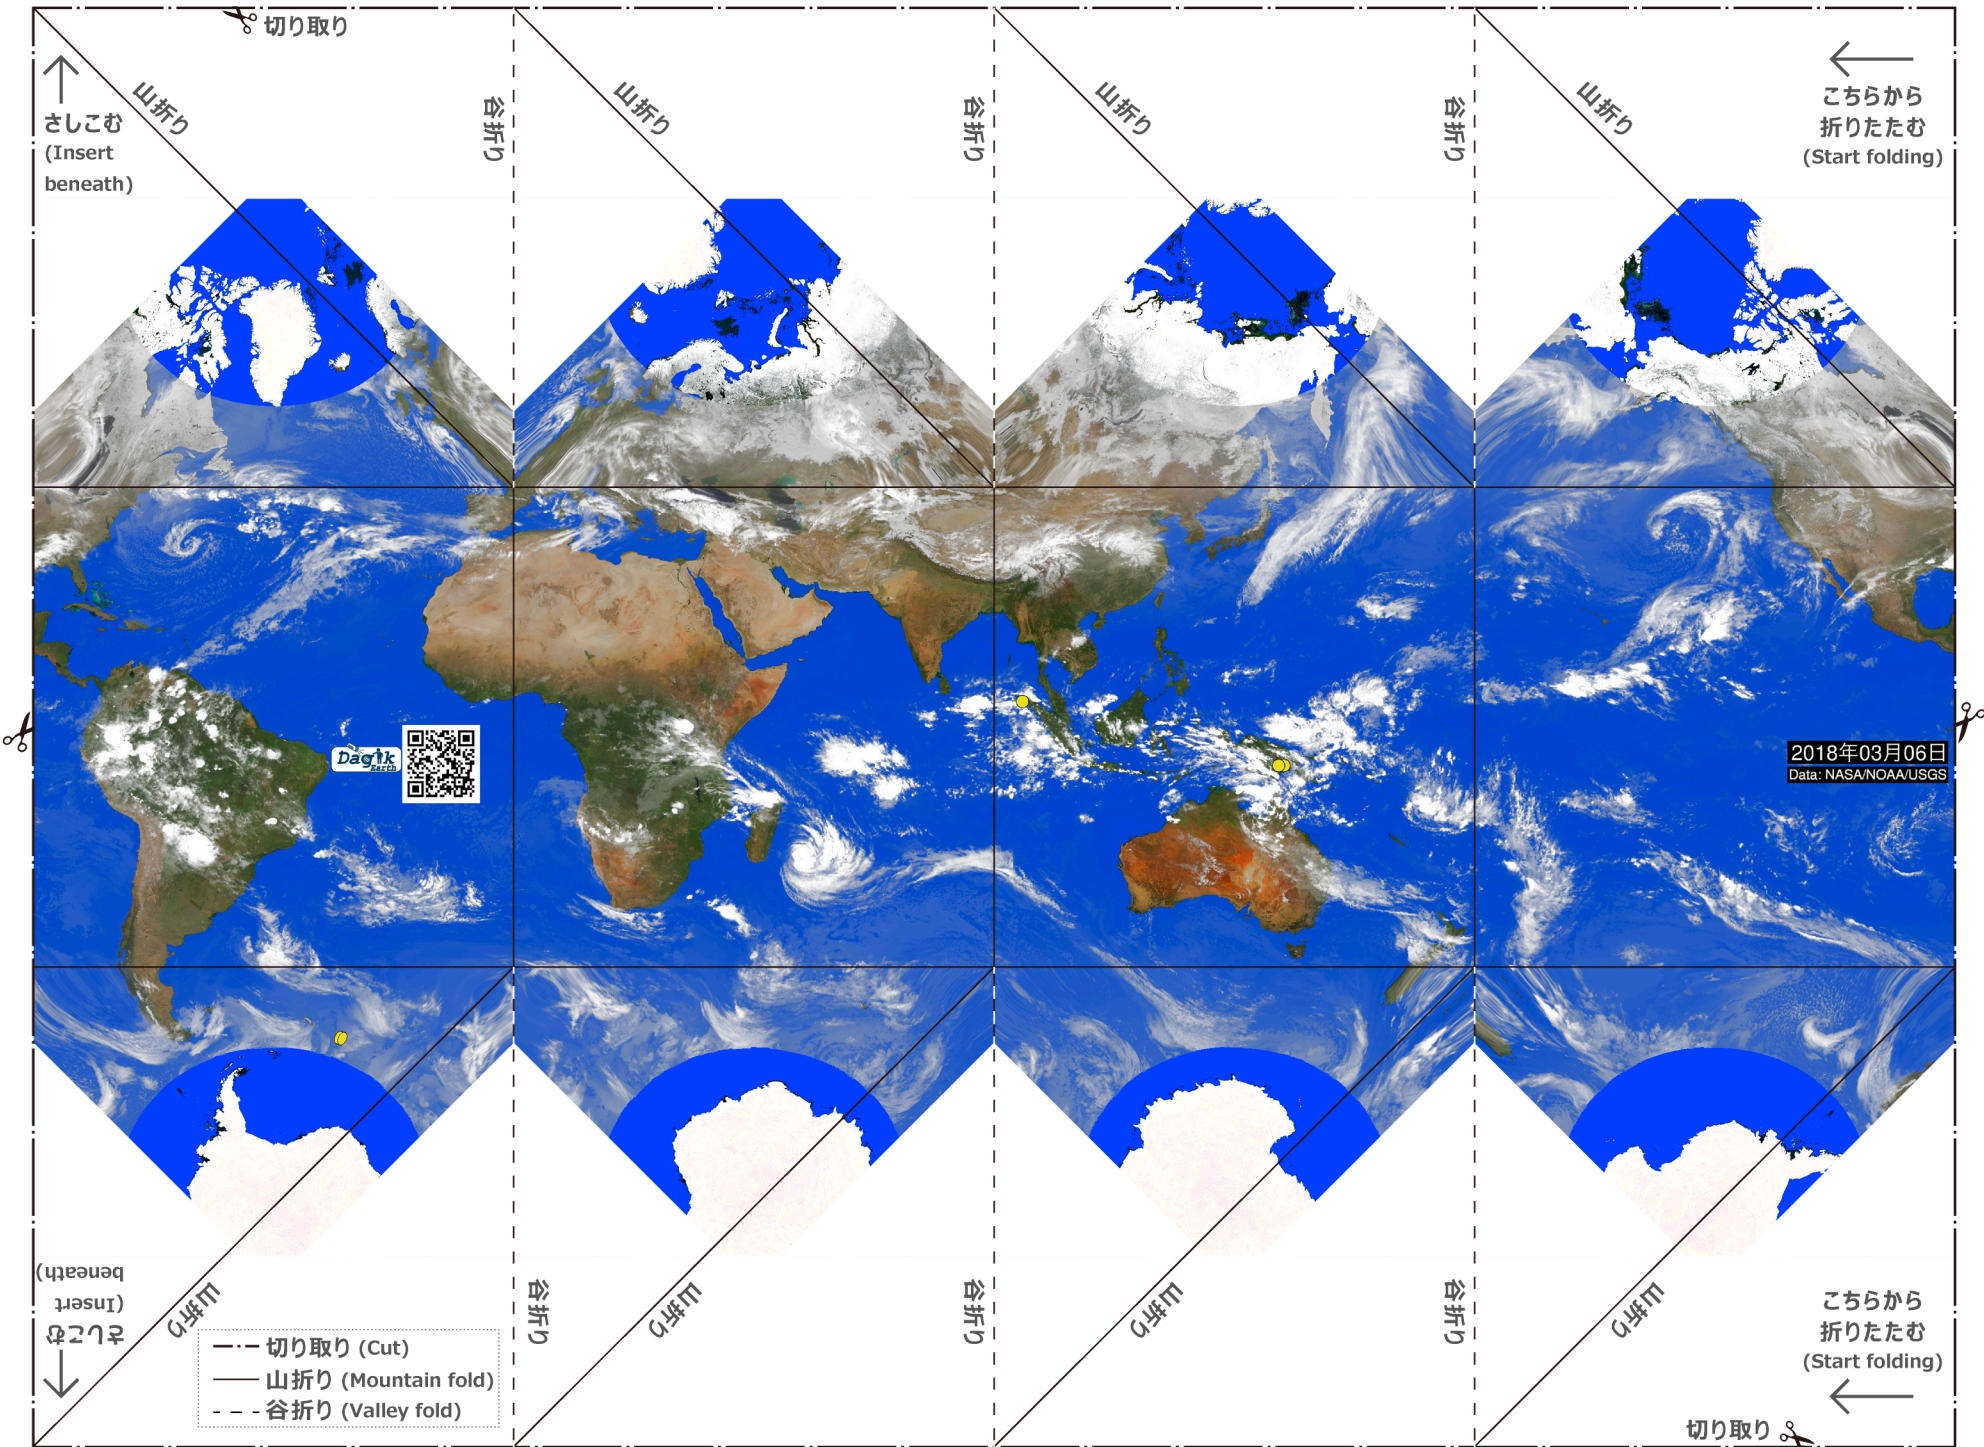 切り取り
さしこむ
(Insert
beneath)
山折り
谷折り
山折り
谷折り
山折り
谷折り
山折り
こちらから
折りたたむ
(Start folding)
Dagik
Earth
2018年03月06日
Data: NASA/NOAA/USGS
さしこむ
(Insert
beneath)
山折り
谷折り
山折り
谷折り
山折り
谷折り
山折り
こちらから
折りたたむ
(Start folding)
切り取り (Cut)
山折り (Mountain fold)
谷折り (Valley fold)
切り取り